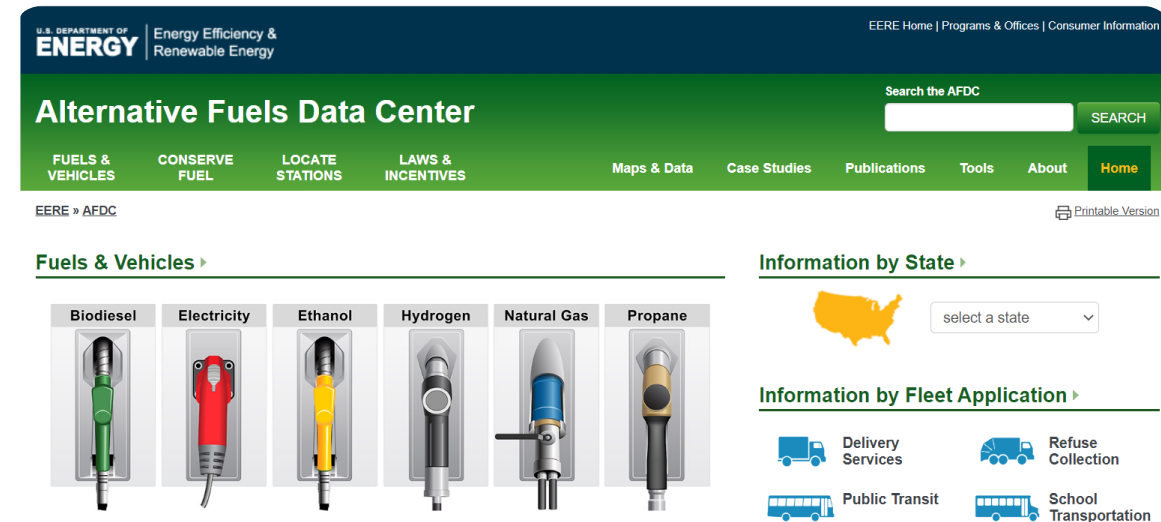 U.S. DEPARTMENT OF
ENERGY
Energy Efficiency &
Renewable Energy
EERE Home | Programs & Offices | Consumer Information
Alternative Fuels Data Center
Search the AFDC
SEARCH
FUELS &
VEHICLES
CONSERVE
FUEL
LOCATE
STATIONS
LAWS &
INCENTIVES
Maps & Data
Case Studies
Publications
Tools
About
Home
EERE » AFDC
Printable Version
Fuels & Vehicles
Biodiesel
Electricity
Ethanol
Hydrogen
Natural Gas
Propane
Information by State
select a state
Information by Fleet Application
Delivery
Services
Refuse
Collection
Public Transit
School
Transportation